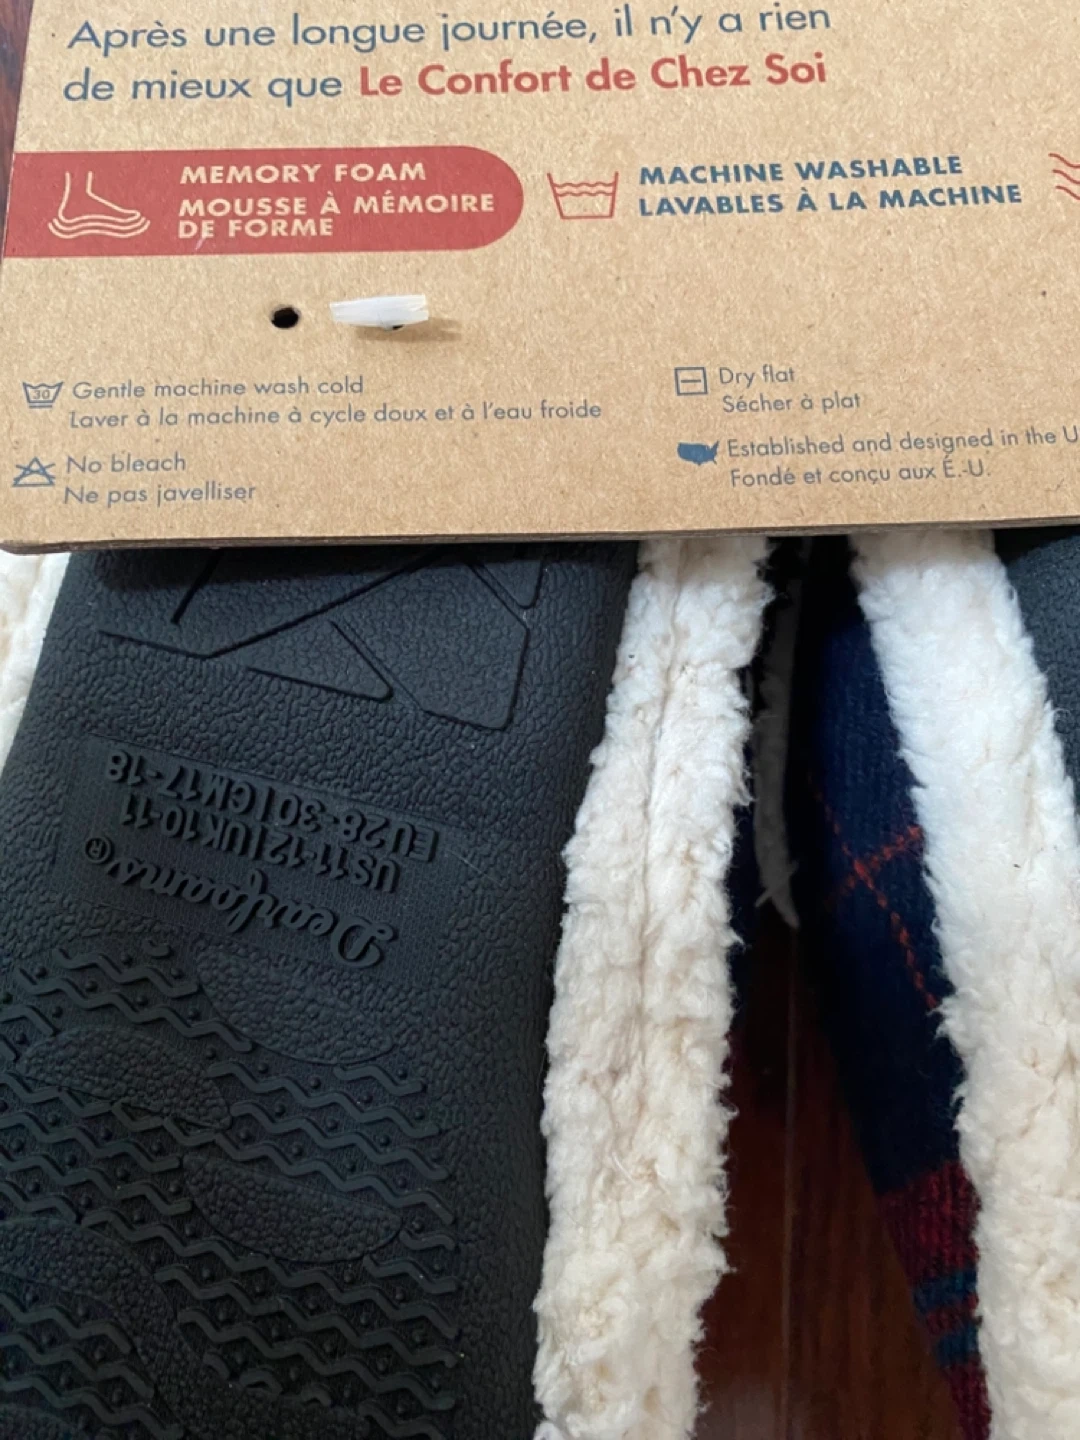 Après une longue journée, il n'y a rien
de mieux que Le Confort de Chez Soi
MEMORY FOAM
MOUSSE À MÉMOIRE
DE FORME
MACHINE WASHABLE
LAVABLES À LA MACHINE
30
Gentle machine wash cold
Laver à la machine à cycle doux et à l'eau froide
No bleach
Ne pas javelliser
Dry flat
Sécher à plat
Established and designed in the U
Fondé et conçu aux É.-U.
Dearfoams®
US11-12|UK10-11
EU28-30|CM17-18